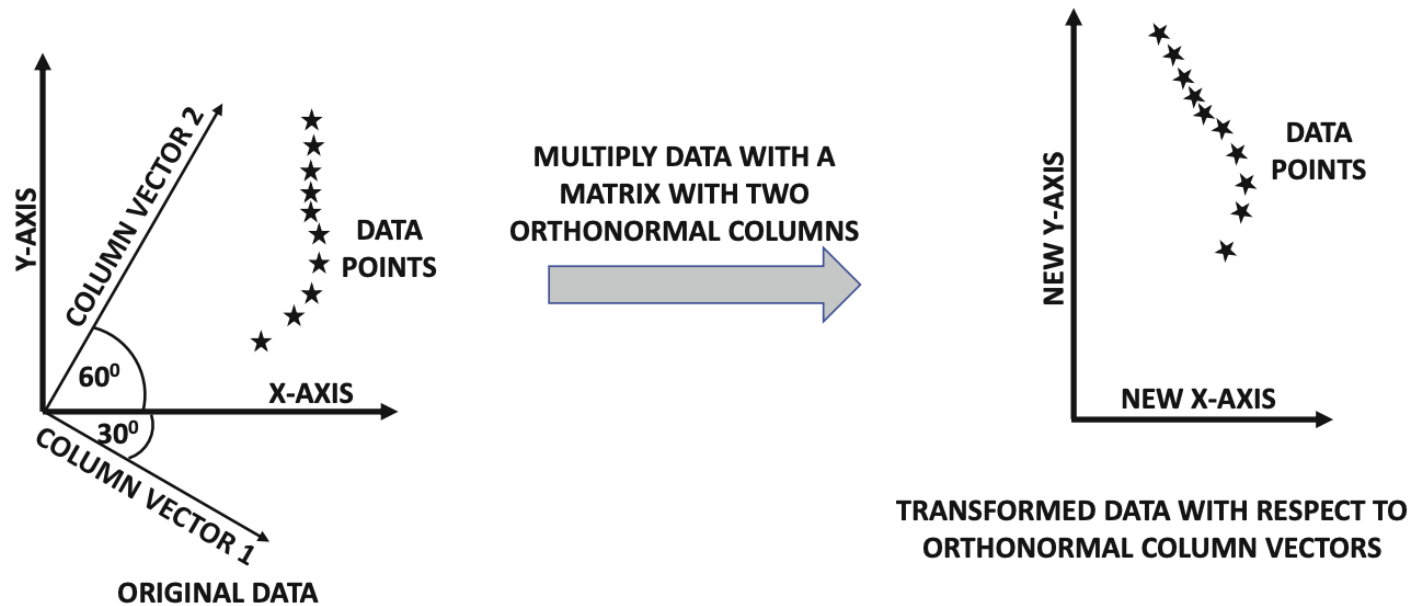 Y-AXIS
COLUMN VECTOR 2
DATA
POINTS
60⁰
X-AXIS
30⁰
COLUMN VECTOR 1
ORIGINAL DATA
MULTIPLY DATA WITH A
MATRIX WITH TWO
ORTHONORMAL COLUMNS
NEW Y-AXIS
DATA
POINTS
NEW X-AXIS
TRANSFORMED DATA WITH RESPECT TO
ORTHONORMAL COLUMN VECTORS